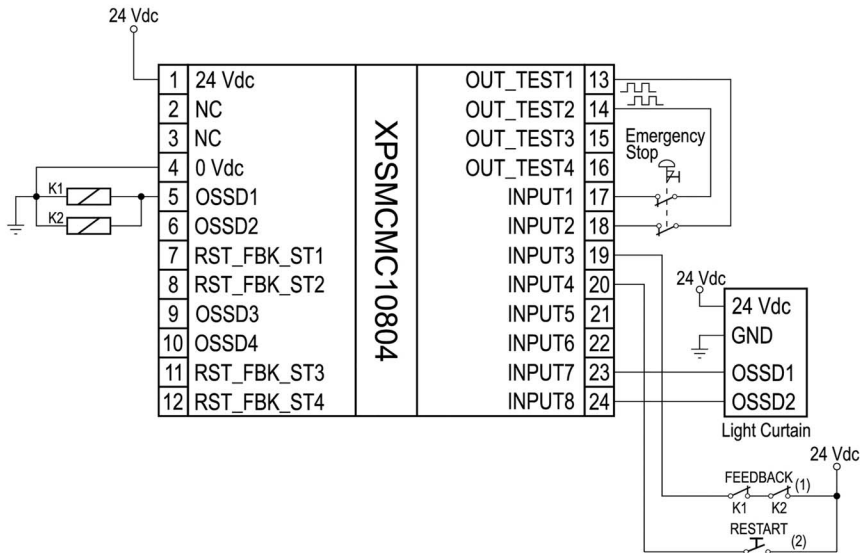 24 Vdc
1 24 Vdc
2 NC
3 NC
4 0 Vdc
5 OSSD1
6 OSSD2
7 RST_FBK_ST1
8 RST_FBK_ST2
9 OSSD3
10 OSSD4
11 RST_FBK_ST3
12 RST_FBK_ST4
K1
K2
XPSMCMC10804
OUT_TEST1 13
OUT_TEST2 14
OUT_TEST3 15
OUT_TEST4 16
INPUT1 17
INPUT2 18
INPUT3 19
INPUT4 20
INPUT5 21
INPUT6 22
INPUT7 23
INPUT8 24
Emergency
Stop
24 Vdc
24 Vdc
GND
OSSD1
OSSD2
Light Curtain
24 Vdc
FEEDBACK (1)
K1 K2
RESTART
(2)